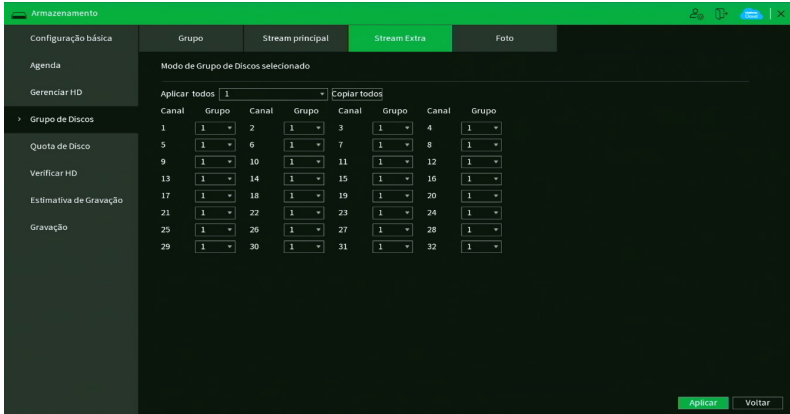 Armazenamento
Configuração básica
Agenda
Gerenciar HD
> Grupo de Discos
Quota de Disco
Verificar HD
Estimativa de Gravação
Gravação
Grupo Stream principal Stream Extra Foto
Modo de Grupo de Discos selecionado
Aplicar todos 1 Copiar todos
Canal Grupo Canal Grupo Canal Grupo Canal Grupo
1 1 2 1 3 1 4 1
5 1 6 1 7 1 8 1
9 1 10 1 11 1 12 1
13 1 14 1 15 1 16 1
17 1 18 1 19 1 20 1
21 1 22 1 23 1 24 1
25 1 26 1 27 1 28 1
29 1 30 1 31 1 32 1
Aplicar Voltar